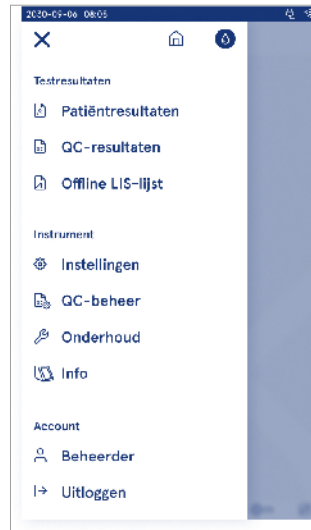 2030-09-06 08:05
Testresultaten
Patiëntresultaten
QC-resultaten
Offline LIS-lijst
Instrument
Instellingen
QC-beheer
Onderhoud
Info
Account
Beheerder
Uitloggen